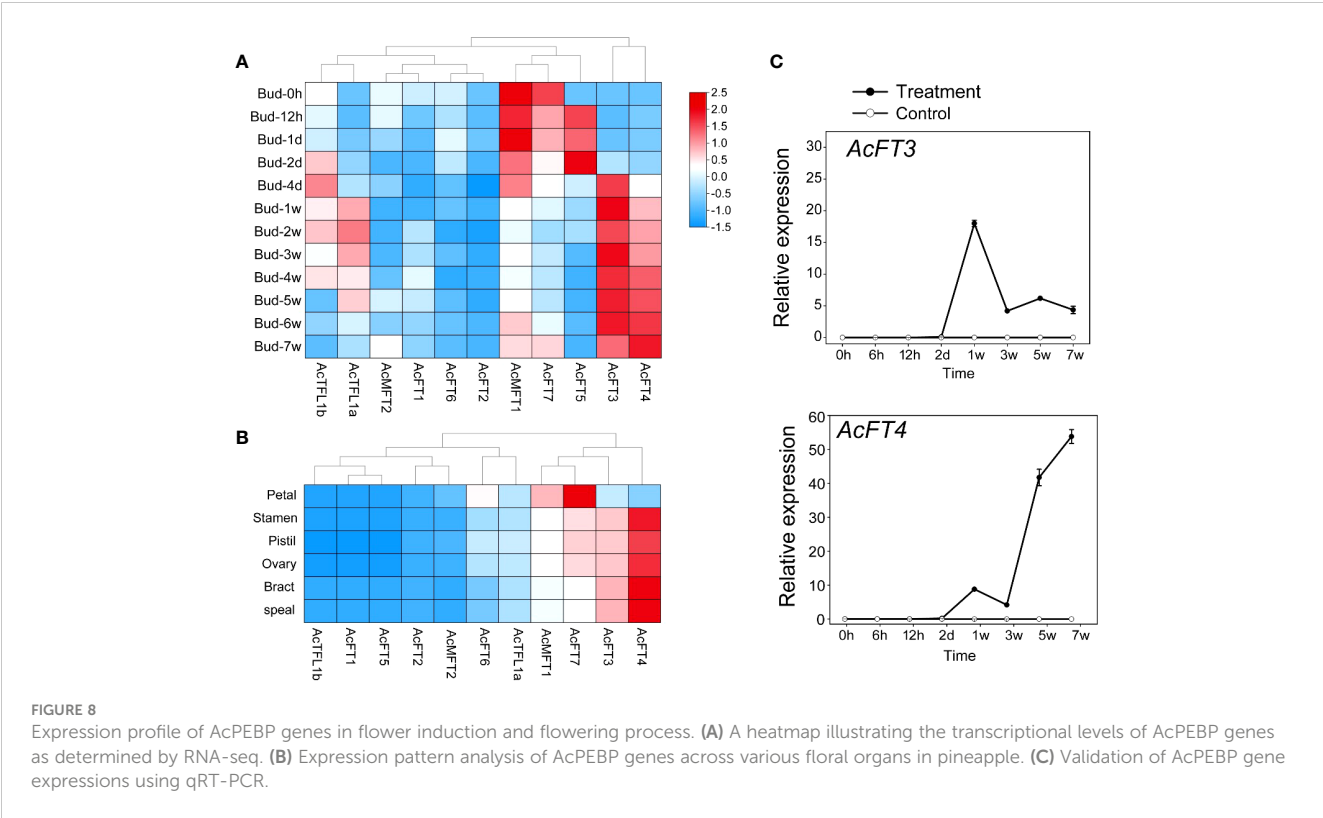 A
Bud-0h
Bud-12h
Bud-1d
Bud-2d
Bud-4d
Bud-1w
Bud-2w
Bud-3w
Bud-4w
Bud-5w
Bud-6w
Bud-7w
2.5
2.0
1.5
1.0
0.5
0.0
-0.5
-1.0
-1.5
AcTFL1b
AcTFL1a
AcMFT2
AcFT1
AcFT6
AcFT2
AcMFT1
AcFT7
AcFT5
AcFT3
AcFT4
B
Petal
Stamen
Pistil
Ovary
Bract
speal
AcTFL1b
AcFT1
AcFT5
AcFT2
AcMFT2
AcFT6
AcTFL1a
AcMFT1
AcFT7
AcFT3
AcFT4
C
Treatment
Control
AcFT3
Relative expression
30
25
20
15
10
5
0
0h 6h 12h 2d 1w 3w 5w 7w
Time
AcFT4
Relative expression
60
50
40
30
20
10
0
0h 6h 12h 2d 1w 3w 5w 7w
Time
FIGURE 8
Expression profile of AcPEBP genes in flower induction and flowering process. (A) A heatmap illustrating the transcriptional levels of AcPEBP genes
as determined by RNA-seq. (B) Expression pattern analysis of AcPEBP genes across various floral organs in pineapple. (C) Validation of AcPEBP gene
expressions using qRT-PCR.